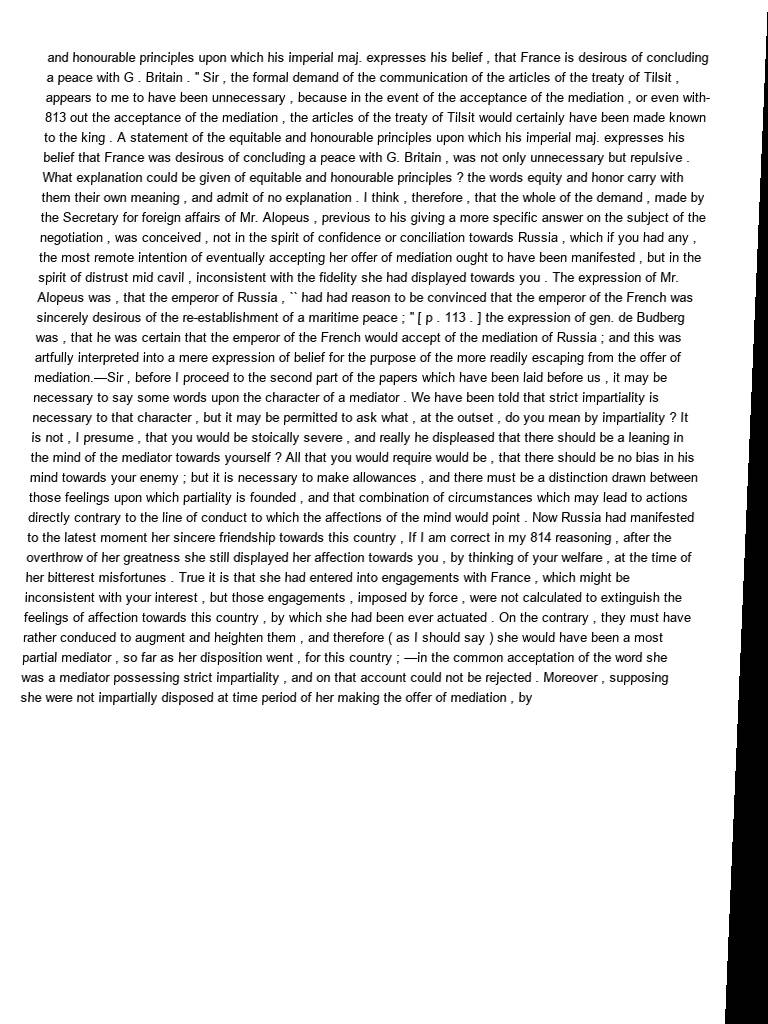 and honourable principles upon which his imperial maj. expresses his belief , that France is desirous of concluding
a peace with G . Britain . " Sir , the formal demand of the communication of the articles of the treaty of Tilsit ,
appears to me to have been unnecessary , because in the event of the acceptance of the mediation , or even with-
813 out the acceptance of the mediation , the articles of the treaty of Tilsit would certainly have been made known
to the king . A statement of the equitable and honourable principles upon which his imperial maj. expresses his
belief that France was desirous of concluding a peace with G. Britain , was not only unnecessary but repulsive .
What explanation could be given of equitable and honourable principles ? the words equity and honor carry with
them their own meaning , and admit of no explanation . I think , therefore , that the whole of the demand , made by
the Secretary for foreign affairs of Mr. Alopeus , previous to his giving a more specific answer on the subject of the
negotiation , was conceived , not in the spirit of confidence or conciliation towards Russia , which if you had any ,
the most remote intention of eventually accepting her offer of mediation ought to have been manifested , but in the
spirit of distrust mid cavil , inconsistent with the fidelity she had displayed towards you . The expression of Mr.
Alopeus was , that the emperor of Russia , `` had had reason to be convinced that the emperor of the French was
sincerely desirous of the re-establishment of a maritime peace ; " [ p . 113 . ] the expression of gen. de Budberg
was , that he was certain that the emperor of the French would accept of the mediation of Russia ; and this was
artfully interpreted into a mere expression of belief for the purpose of the more readily escaping from the offer of
mediation.—Sir , before I proceed to the second part of the papers which have been laid before us , it may be
necessary to say some words upon the character of a mediator . We have been told that strict impartiality is
necessary to that character , but it may be permitted to ask what , at the outset , do you mean by impartiality ? It
is not , I presume , that you would be stoically severe , and really he displeased that there should be a leaning in
the mind of the mediator towards yourself ? All that you would require would be , that there should be no bias in his
mind towards your enemy ; but it is necessary to make allowances , and there must be a distinction drawn between
those feelings upon which partiality is founded , and that combination of circumstances which may lead to actions
directly contrary to the line of conduct to which the affections of the mind would point . Now Russia had manifested
to the latest moment her sincere friendship towards this country , If I am correct in my 814 reasoning , after the
overthrow of her greatness she still displayed her affection towards you , by thinking of your welfare , at the time of
her bitterest misfortunes . True it is that she had entered into engagements with France , which might be
inconsistent with your interest , but those engagements , imposed by force , were not calculated to extinguish the
feelings of affection towards this country , by which she had been ever actuated . On the contrary , they must have
rather conduced to augment and heighten them , and therefore ( as I should say ) she would have been a most
partial mediator , so far as her disposition went , for this country ; —in the common acceptation of the word she
was a mediator possessing strict impartiality , and on that account could not be rejected . Moreover , supposing
she were not impartially disposed at time period of her making the offer of mediation , by